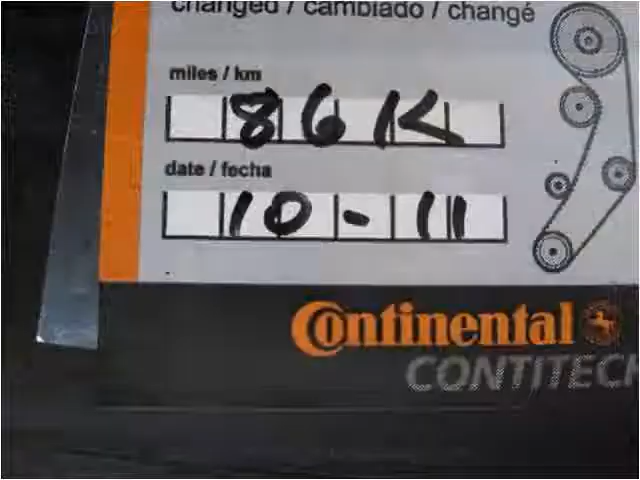 changed / cambiado / changé
miles / km
86K
date / fecha
10-11
Continental
CONTITECH